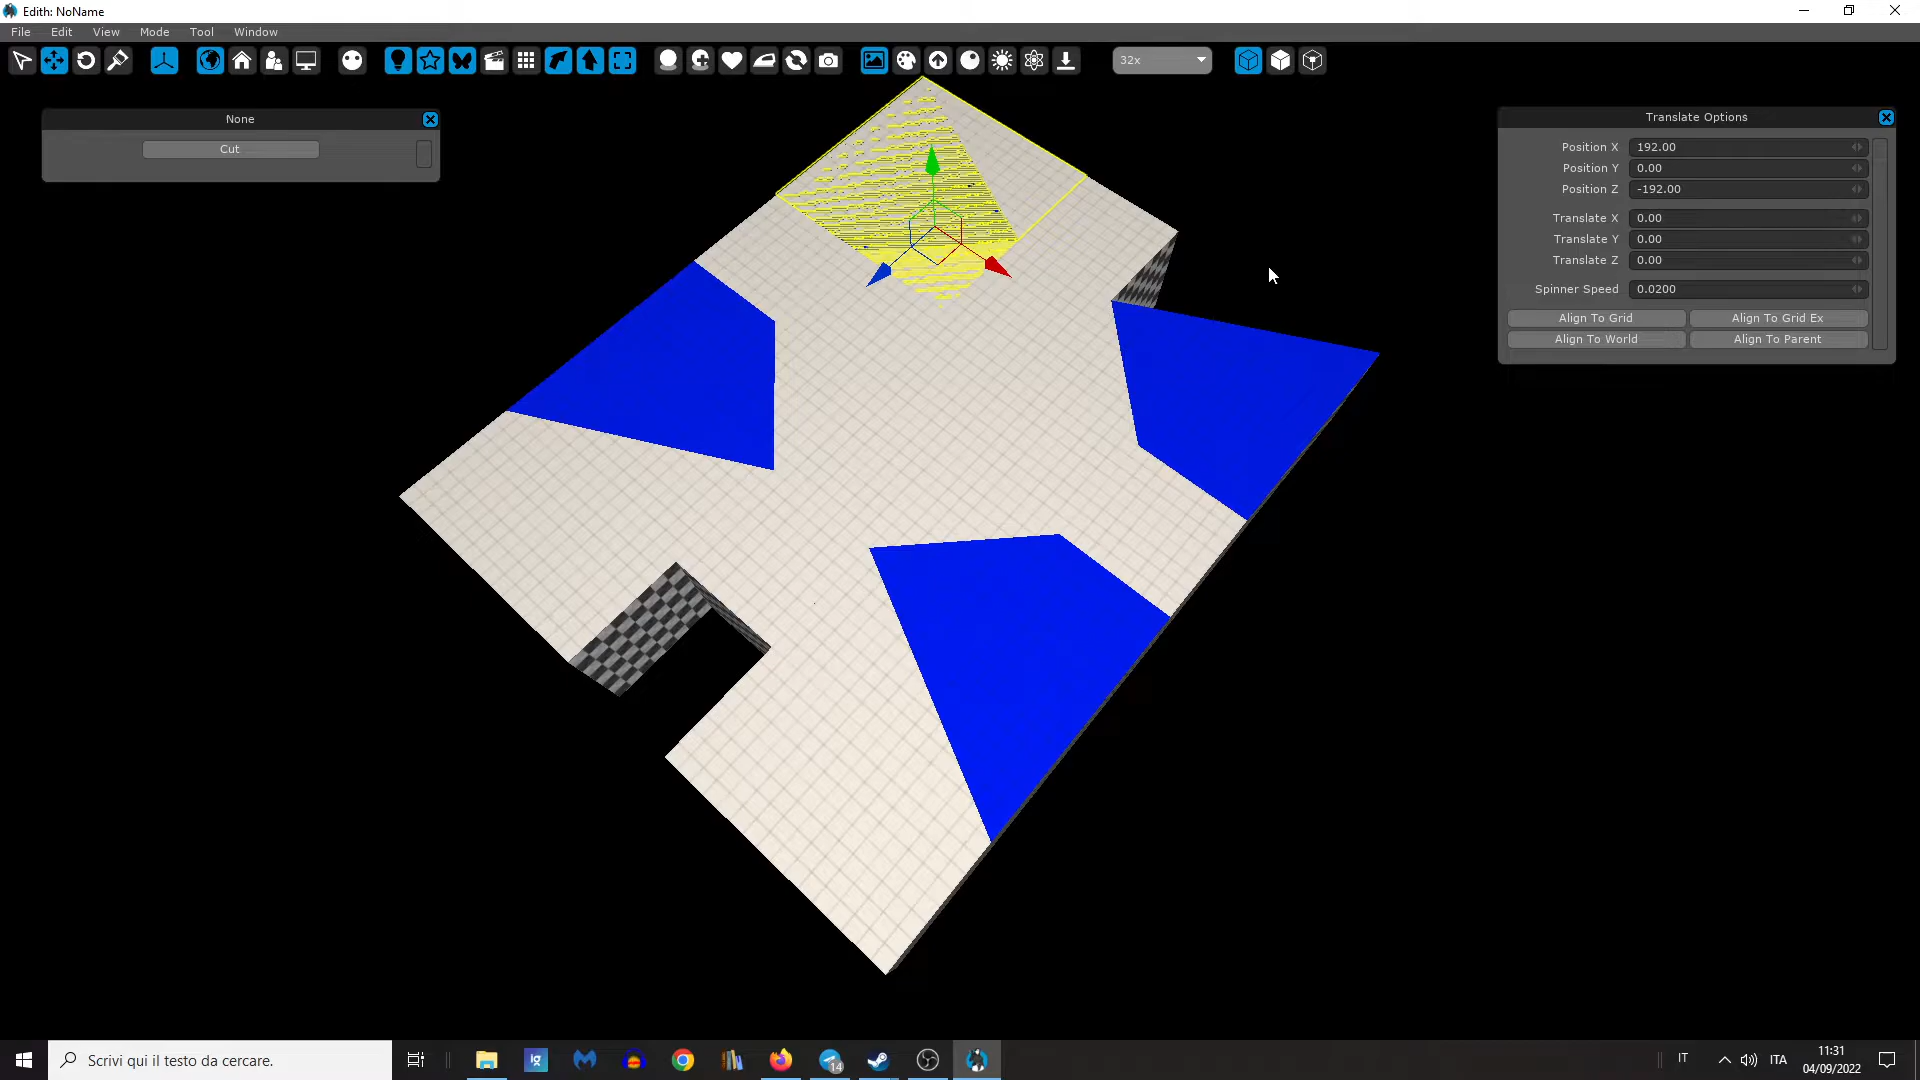 Edith: NoName
File Edit View Mode Tool Window
32x
None
Cut
Translate Options
Position X 192.00
Position Y 0.00
Position Z -192.00
Translate X 0.00
Translate Y 0.00
Translate Z 0.00
Spinner Speed 0.0200
Align To Grid Align To Grid Ex
Align To World Align To Parent
Scrivi qui il testo da cercare.
Ig
14
IT
ITA
11:31
04/09/2022